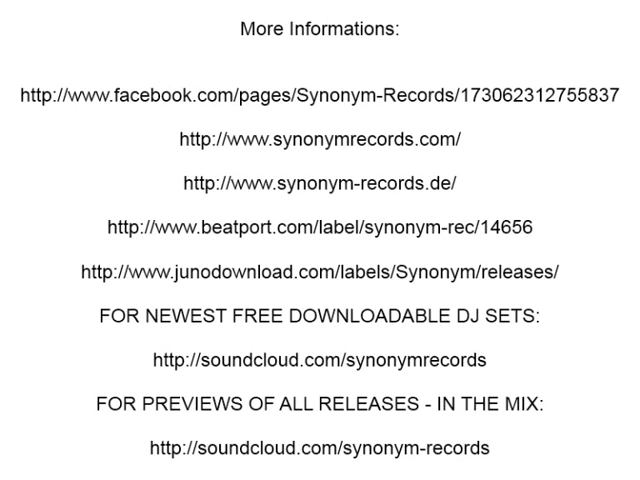 More Informations:
http://www.facebook.com/pages/Synonym-Records/173062312755837
http://www.synonymrecords.com/
http://www.synonym-records.de/
http://www.beatport.com/label/synonym-rec/14656
http://www.junodownload.com/labels/Synonym/releases/
FOR NEWEST FREE DOWNLOADABLE DJ SETS:
http://soundcloud.com/synonymrecords
FOR PREVIEWS OF ALL RELEASES - IN THE MIX:
http://soundcloud.com/synonym-records